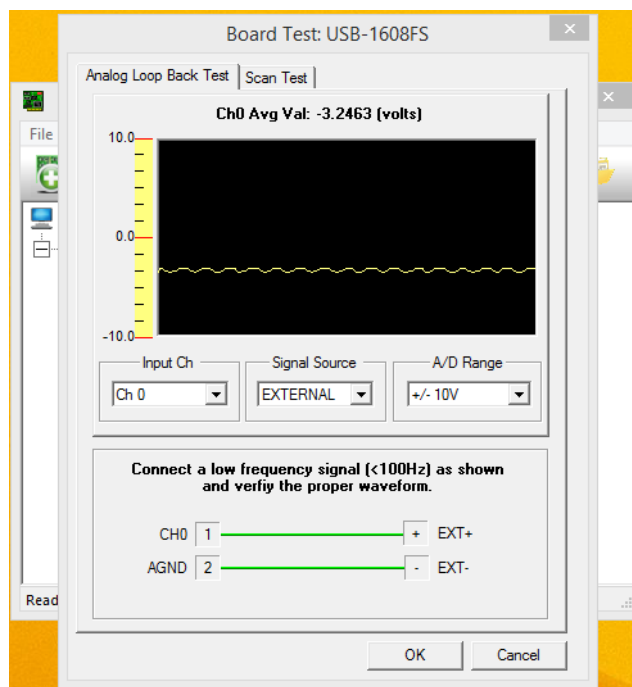 Board Test: USB-1608FS
Analog Loop Back Test
Scan Test
File
Ch0 Avg Val: -3.2463 (volts)
10.0
0.0
-10.0
Input Ch
Signal Source
A/D Range
Ch 0
EXTERNAL
+/- 10V
Connect a low frequency signal (<100Hz) as shown
and verfiy the proper waveform.
CH0 1 + EXT+
AGND 2 - EXT-
Read
OK
Cancel